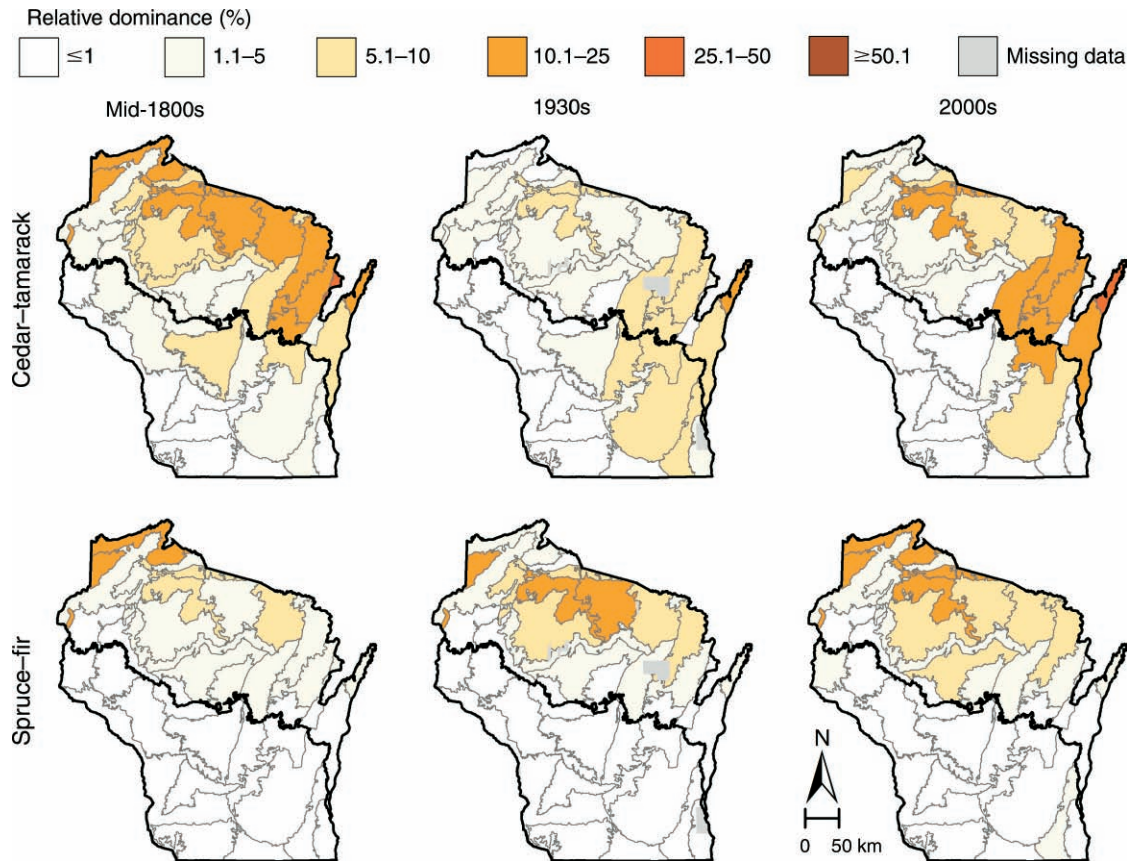 Relative dominance (%)
≤1 1.1–5 5.1–10 10.1–25 25.1–50 ≥50.1 Missing data
Mid-1800s 1930s 2000s
Cedar–tamarack
Spruce–fir
N
0 50 km